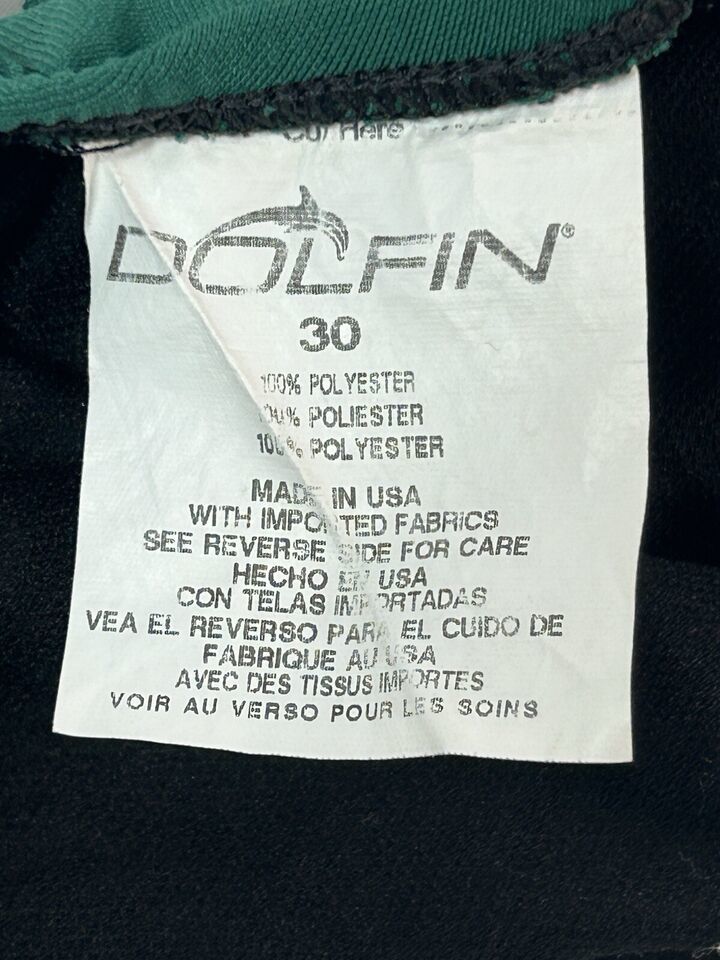 Cut Here
DOLFIN®
30
100% POLYESTER
100% POLIESTER
100% POLYESTER
MADE IN USA
WITH IMPORTED FABRICS
SEE REVERSE SIDE FOR CARE
HECHO EN USA
CON TELAS IMPORTADAS
VEA EL REVERSO PARA EL CUIDO DE
FABRIQUE AU USA
AVEC DES TISSUS IMPORTES
VOIR AU VERSO POUR LES SOINS